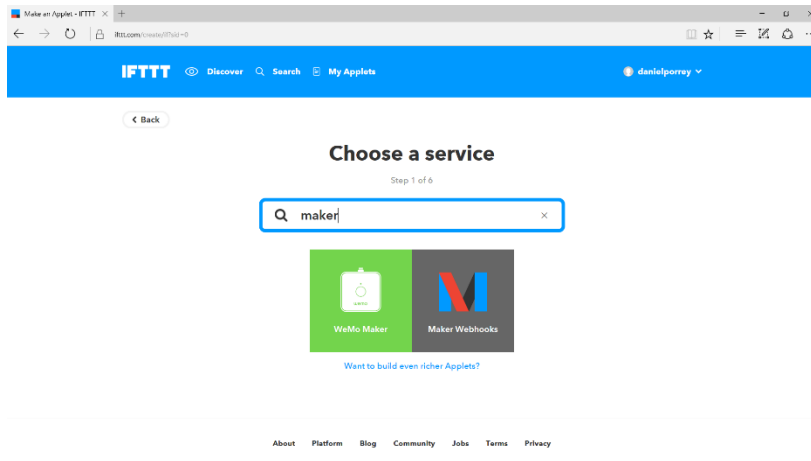 Make an Applet - IFTTT
ifttt.com/create/if?sid=0
IFTTT Discover Search My Applets danielporrey
Back
Choose a service
Step 1 of 6
maker
WeMo Maker Maker Webhooks
Want to build even richer Applets?
About Platform Blog Community Jobs Terms Privacy